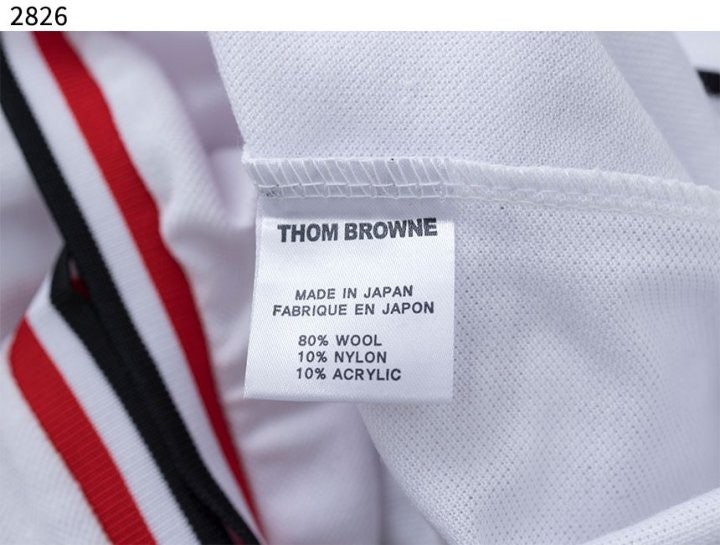 2826
THOM BROWNE
MADE IN JAPAN
FABRIQUE EN JAPON
80% WOOL
10% NYLON
10% ACRYLIC